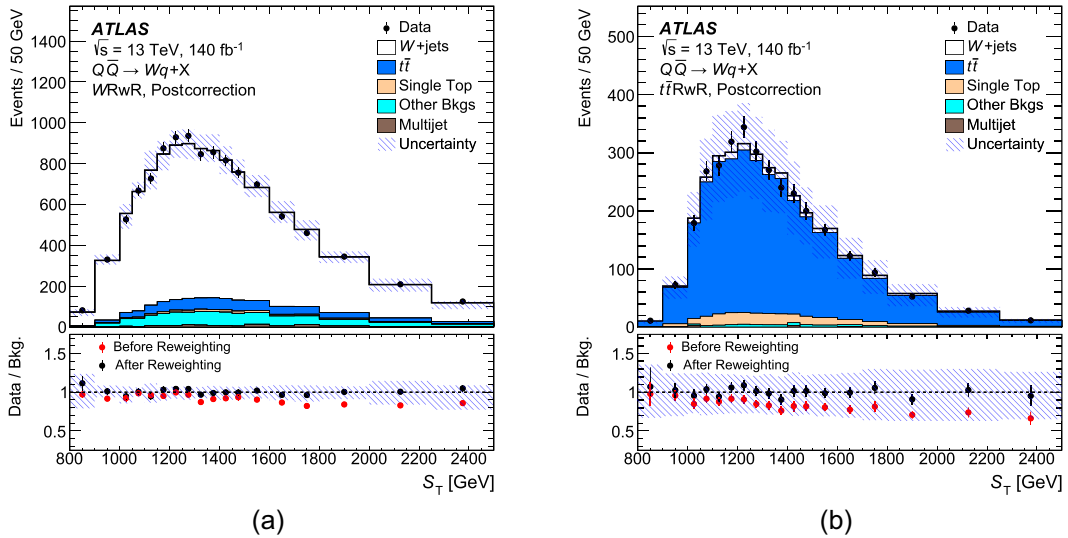 Events / 50 GeV
1400
1200
1000
800
600
400
200
0
ATLAS
√s = 13 TeV, 140 fb⁻¹
QQ̅ → Wq+X
WRwR, Postcorrection
Data
W+jets
tt̅
Single Top
Other Bkgs
Multijet
Uncertainty
Data / Bkg.
1.5
1
0.5
Before Reweighting
After Reweighting
800 1000 1200 1400 1600 1800 2000 2200 2400
S_T [GeV]
(a)
Events / 50 GeV
500
400
300
200
100
0
ATLAS
√s = 13 TeV, 140 fb⁻¹
QQ̅ → Wq+X
tt̅RwR, Postcorrection
Data
W+jets
tt̅
Single Top
Other Bkgs
Multijet
Uncertainty
Data / Bkg.
1.5
1
0.5
Before Reweighting
After Reweighting
800 1000 1200 1400 1600 1800 2000 2200 2400
S_T [GeV]
(b)